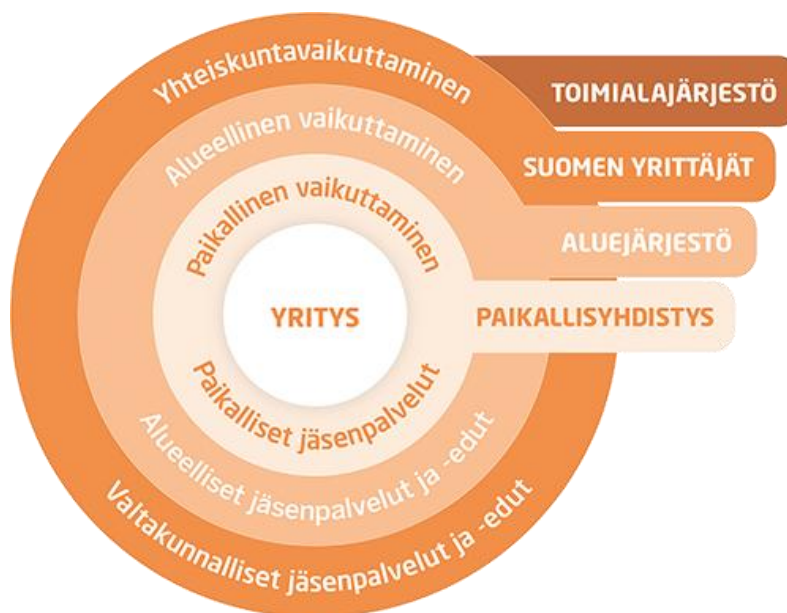 Yhteiskuntavaikuttaminen
TOIMIALAJÄRJESTÖ
Alueellinen vaikuttaminen
SUOMEN YRITTÄJÄT
Paikallinen vaikuttaminen
ALUEJÄRJESTÖ
YRITYS
PAIKALLISYHDISTYS
Paikalliset jäsenpalvelut
Alueelliset jäsenpalvelut ja -edut
Valtakunnalliset jäsenpalvelut ja -edut